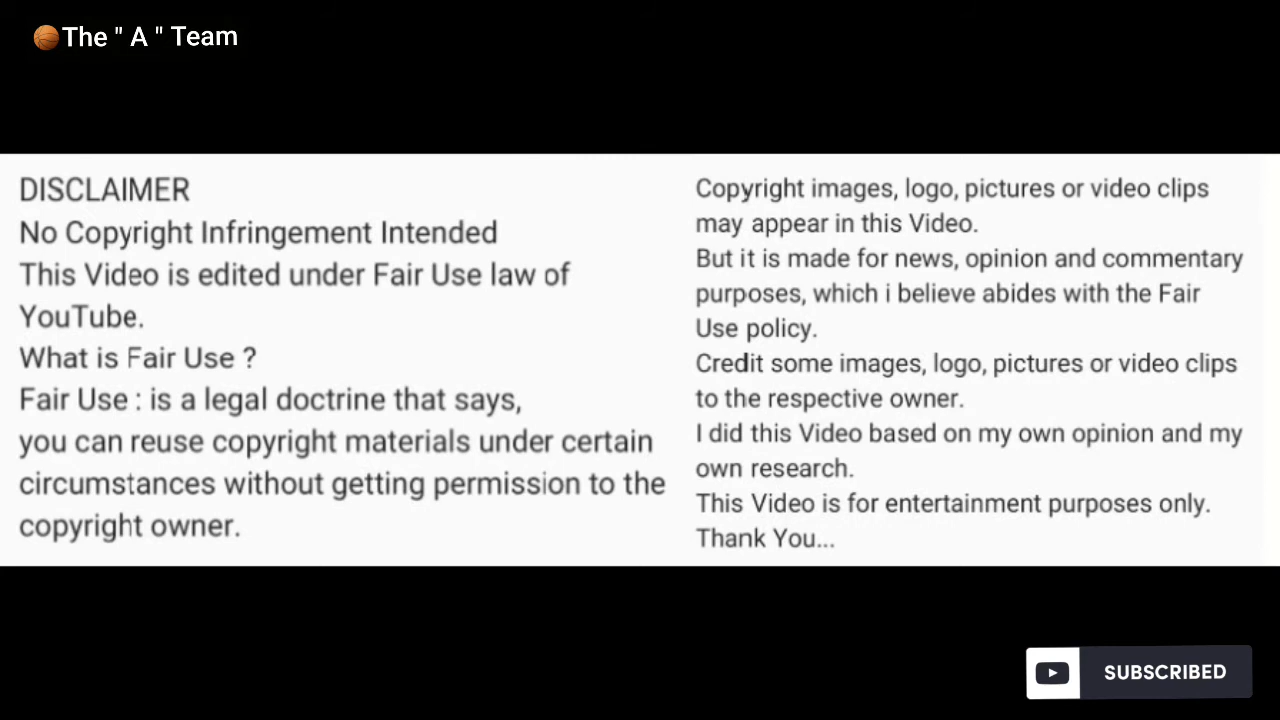 🏀The " A " Team
DISCLAIMER
No Copyright Infringement Intended
This Video is edited under Fair Use law of
YouTube.
What is Fair Use ?
Fair Use : is a legal doctrine that says,
you can reuse copyright materials under certain
circumstances without getting permission to the
copyright owner.
Copyright images, logo, pictures or video clips
may appear in this Video.
But it is made for news, opinion and commentary
purposes, which i believe abides with the Fair
Use policy.
Credit some images, logo, pictures or video clips
to the respective owner.
I did this Video based on my own opinion and my
own research.
This Video is for entertainment purposes only.
Thank You...
SUBSCRIBED